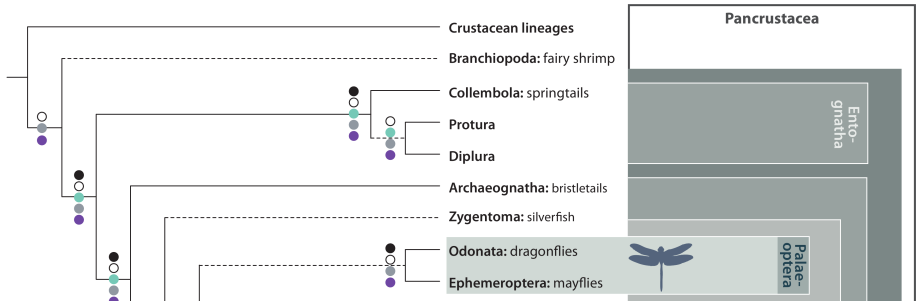 Pancrustacea
Crustacean lineages
Branchiopoda: fairy shrimp
Collembola: springtails
Protura
Diplura
Ento-
gnatha
Archaeognatha: bristletails
Zygentoma: silverfish
Odonata: dragonflies
Ephemeroptera: mayflies
Palae-
optera